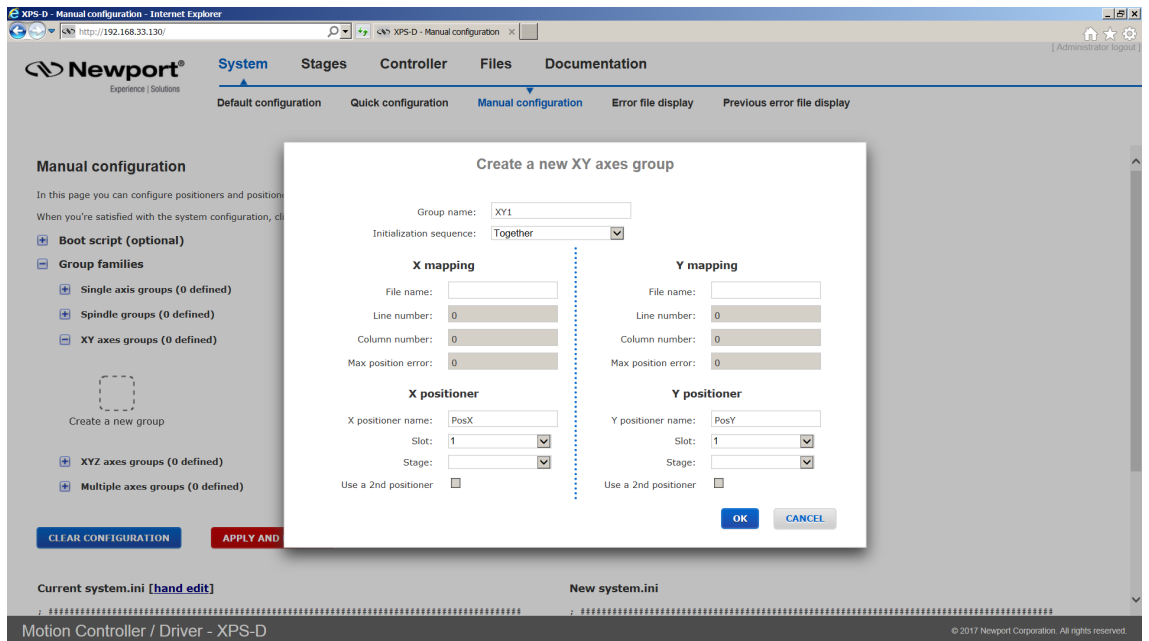 XPS-D - Manual configuration - Internet Explorer
http://192.168.33.130/
XPS-D - Manual configuration
[ Administrator logout ]
Newport®
Experience | Solutions
System Stages Controller Files Documentation
Default configuration Quick configuration Manual configuration Error file display Previous error file display
Manual configuration
In this page you can configure positioners and position
When you're satisfied with the system configuration, cli
Boot script (optional)
Group families
Single axis groups (0 defined)
Spindle groups (0 defined)
XY axes groups (0 defined)
Create a new group
XYZ axes groups (0 defined)
Multiple axes groups (0 defined)
CLEAR CONFIGURATION APPLY AND
Create a new XY axes group
Group name: XY1
Initialization sequence: Together
X mapping
File name:
Line number: 0
Column number: 0
Max position error: 0
X positioner
X positioner name: PosX
Slot: 1
Stage:
Use a 2nd positioner
Y mapping
File name:
Line number: 0
Column number: 0
Max position error: 0
Y positioner
Y positioner name: PosY
Slot: 1
Stage:
Use a 2nd positioner
OK CANCEL
Current system.ini [hand edit]
New system.ini
Motion Controller / Driver - XPS-D
© 2017 Newport Corporation. All rights reserved.